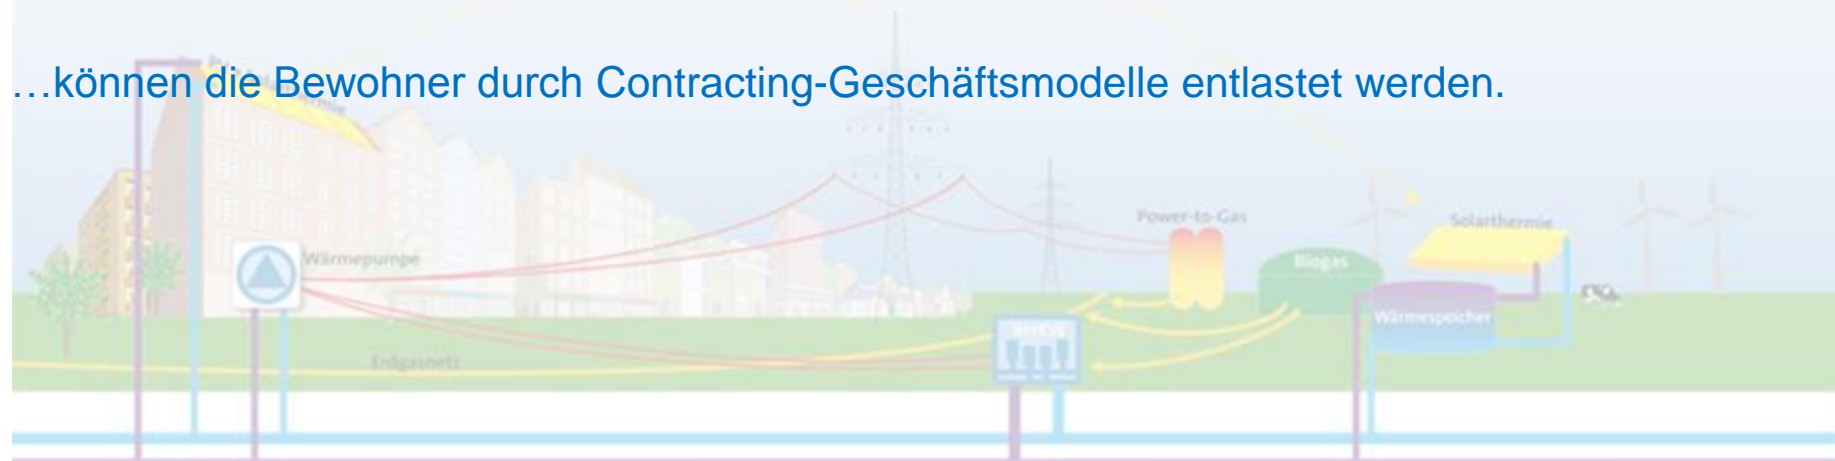 …können die Bewohner durch Contracting-Geschäftsmodelle entlastet werden.
Power-to-Gas
Solarthermie
Wärmepumpe
Biogas
Wärmespeicher
BHKW
Erdgasnetz